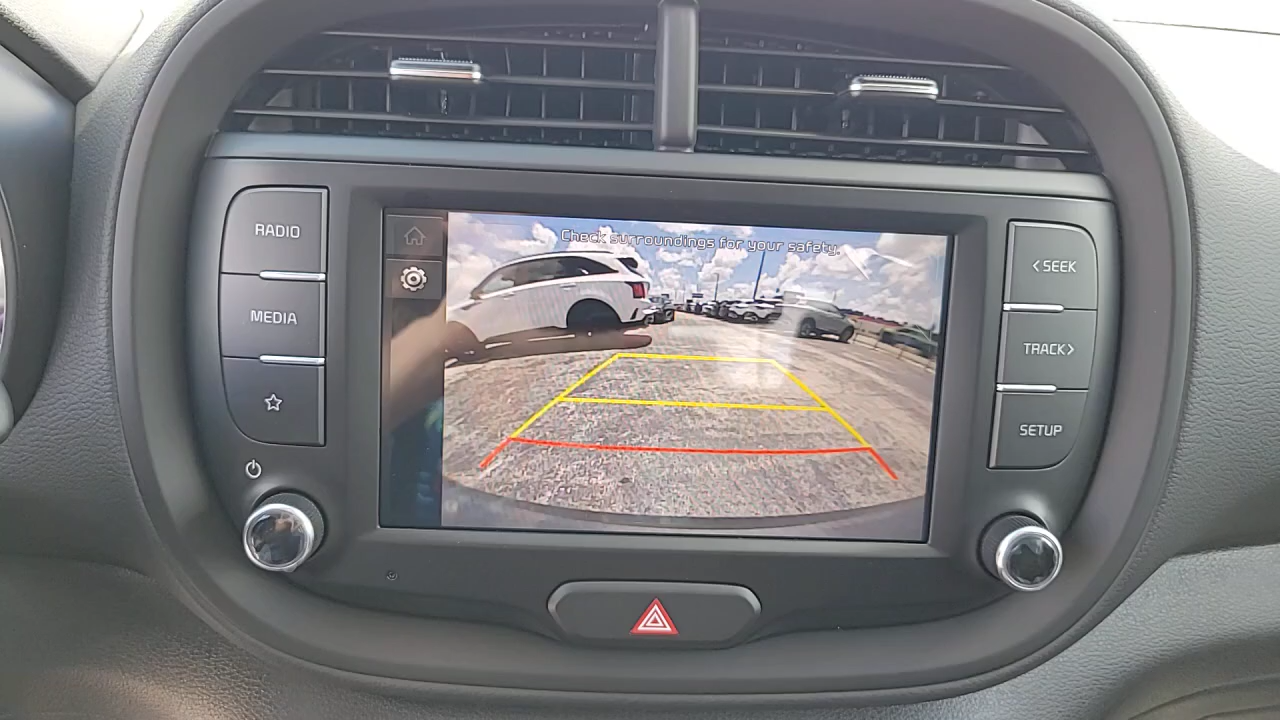 RADIO
MEDIA
Check surroundings for your safety.
< SEEK
TRACK >
SETUP